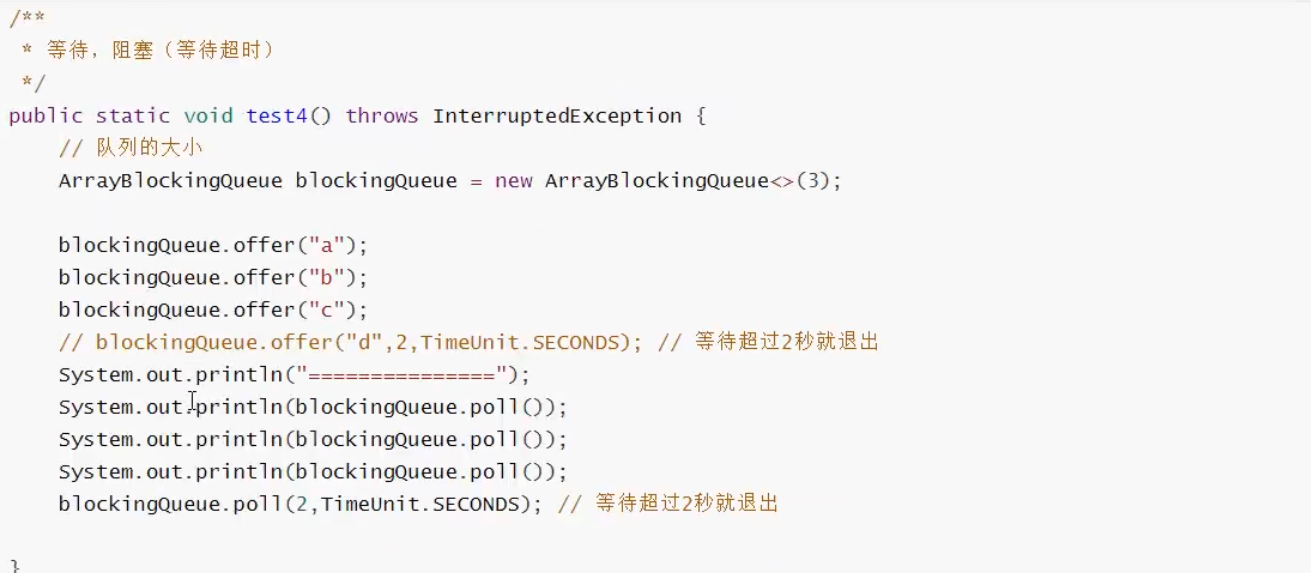 /**
 * 等待，阻塞（等待超时）
 */
public static void test4() throws InterruptedException {
    // 队列的大小
    ArrayBlockingQueue blockingQueue = new ArrayBlockingQueue<>(3);

    blockingQueue.offer("a");
    blockingQueue.offer("b");
    blockingQueue.offer("c");
    // blockingQueue.offer("d",2,TimeUnit.SECONDS); // 等待超过2秒就退出
    System.out.println("===============");
    System.out.println(blockingQueue.poll());
    System.out.println(blockingQueue.poll());
    System.out.println(blockingQueue.poll());
    blockingQueue.poll(2,TimeUnit.SECONDS); // 等待超过2秒就退出

}